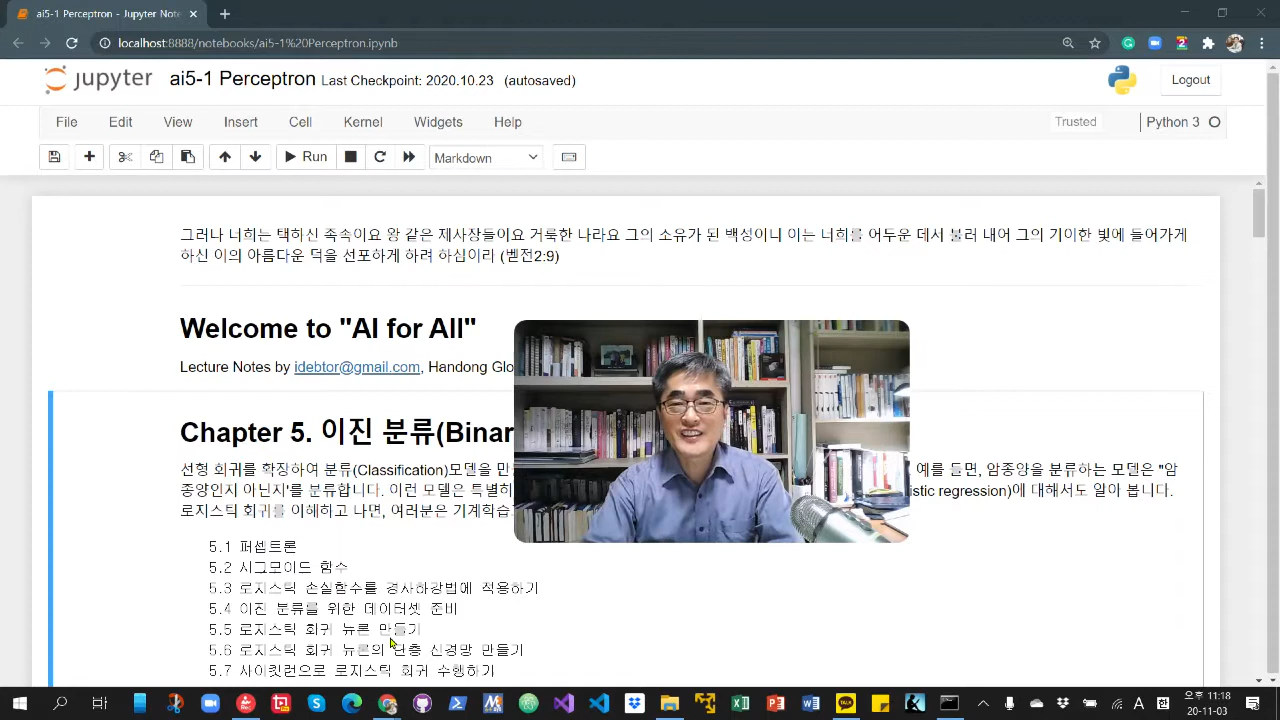 ai5-1 Perceptron - Jupyter Note
localhost:8888/notebooks/ai5-1%20Perceptron.ipynb
jupyter ai5-1 Perceptron Last Checkpoint: 2020.10.23 (autosaved)
Logout
File Edit View Insert Cell Kernel Widgets Help
Trusted
Python 3
Run
Markdown
그러나 너희는 택하신 족속이요 왕 같은 제사장들이요 거룩한 나라요 그의 소유가 된 백성이니 이는 너희를 어두운 데서 불러 내어 그의 기이한 빛에 들어가게
하신 이의 아름다운 덕을 선포하게 하려 하심이라 (벧전2:9)
Welcome to "AI for All"
Lecture Notes by idebtor@gmail.com, Handong Glo
Chapter 5. 이진 분류(Binar
선형 회귀를 확장하여 분류(Classification)모델을 만 예를 들면, 암종양을 분류하는 모델은 "암
종양인지 아닌지'를 분류합니다. 이런 모델은 특별히 istic regression)에 대해서도 알아 봅니다.
로지스틱 회귀를 이해하고 나면, 여러분은 기계학습
5.1 퍼셉트론
5.2 시그모이드 함수
5.3 로지스틱 손실함수를 경사하강법에 적용하기
5.4 이진 분류를 위한 데이터셋 준비
5.5 로지스틱 회귀 뉴론 만들기
5.6 로지스틱 회귀 뉴론의 단층 신경망 만들기
5.7 사이킷런으로 로지스틱 회귀 수행하기
TALK
A
한
오후 11:18
20-11-03